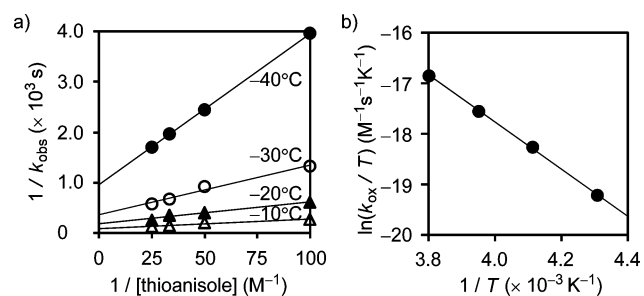 a)
4.0
3.0
2.0
1.0
0
1 / k_obs (× 10³ s)
−40°C
−30°C
−20°C
−10°C
0 25 50 75 100
1 / [thioanisole] (M⁻¹)
b)
−16
−17
−18
−19
−20
ln(k_ox / T) (M⁻¹s⁻¹K⁻¹)
3.8 4.0 4.2 4.4
1 / T (× 10⁻³ K⁻¹)